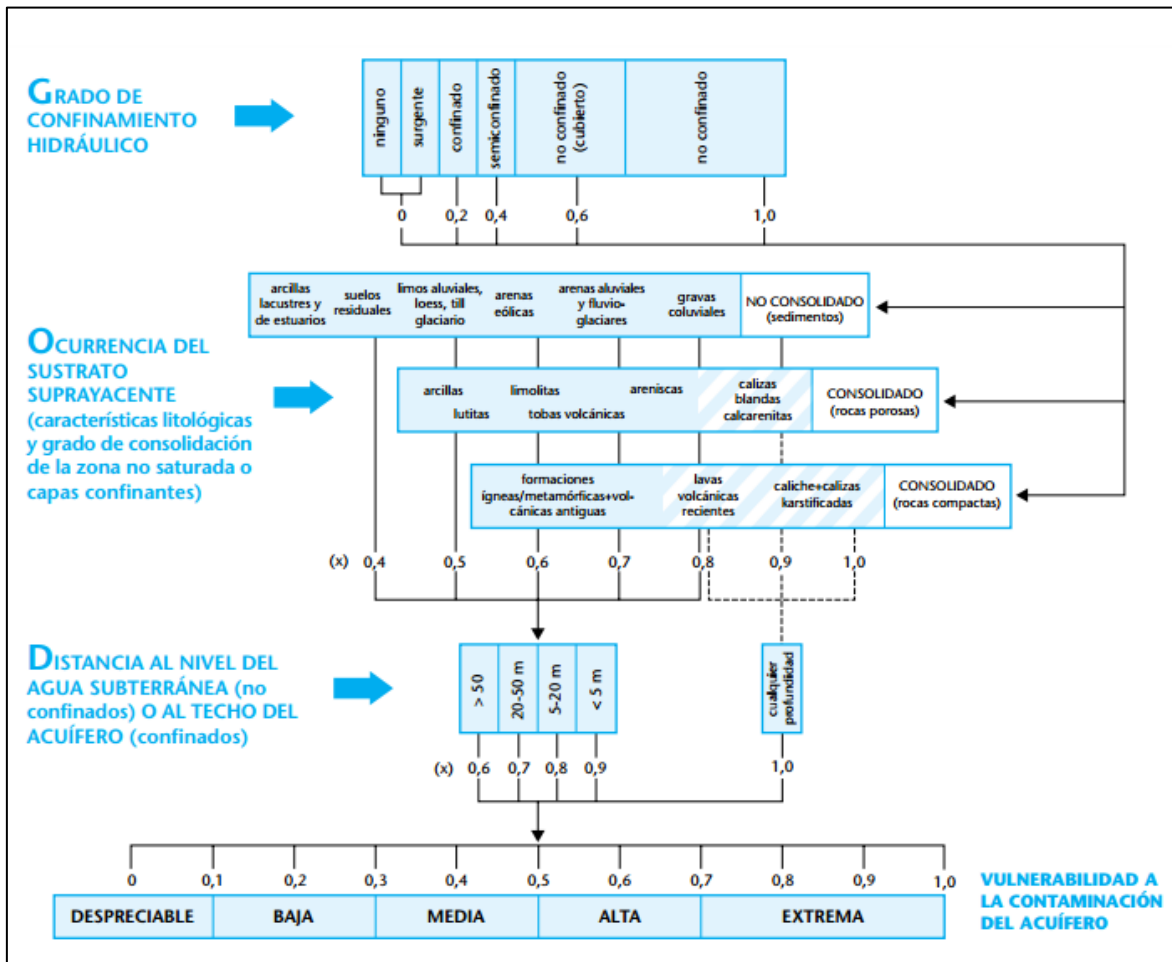 GRADO DE
CONFINAMIENTO
HIDRÁULICO
ninguno
surgente
confinado
semiconfinado
no confinado
(cubierto)
no confinado
0
0,2
0,4
0,6
1,0
arcillas
lacustres y
de estuarios
suelos
residuales
limos aluviales,
loess, till
glaciario
arenas
eólicas
arenas aluviales
y fluvio-
glaciares
gravas
coluviales
NO CONSOLIDADO
(sedimentos)
OCURRENCIA DEL
SUSTRATO
SUPRAYACENTE
(características litológicas
y grado de consolidación
de la zona no saturada o
capas confinantes)
arcillas
lutitas
limolitas
tobas volcánicas
areniscas
calizas
blandas
calcarenitas
CONSOLIDADO
(rocas porosas)
formaciones
ígneas/metamórficas+vol-
cánicas antiguas
lavas
volcánicas
recientes
caliche+calizas
karstificadas
CONSOLIDADO
(rocas compactas)
(x) 0,4 0,5 0,6 0,7 0,8 0,9 1,0
DISTANCIA AL NIVEL DEL
AGUA SUBTERRÁNEA (no
confinados) O AL TECHO DEL
ACUÍFERO (confinados)
> 50
20-50 m
5-20 m
< 5 m
cualquier
profundidad
(x) 0,6 0,7 0,8 0,9 1,0
0 0,1 0,2 0,3 0,4 0,5 0,6 0,7 0,8 0,9 1,0
DESPRECIABLE BAJA MEDIA ALTA EXTREMA
VULNERABILIDAD A
LA CONTAMINACIÓN
DEL ACUÍFERO